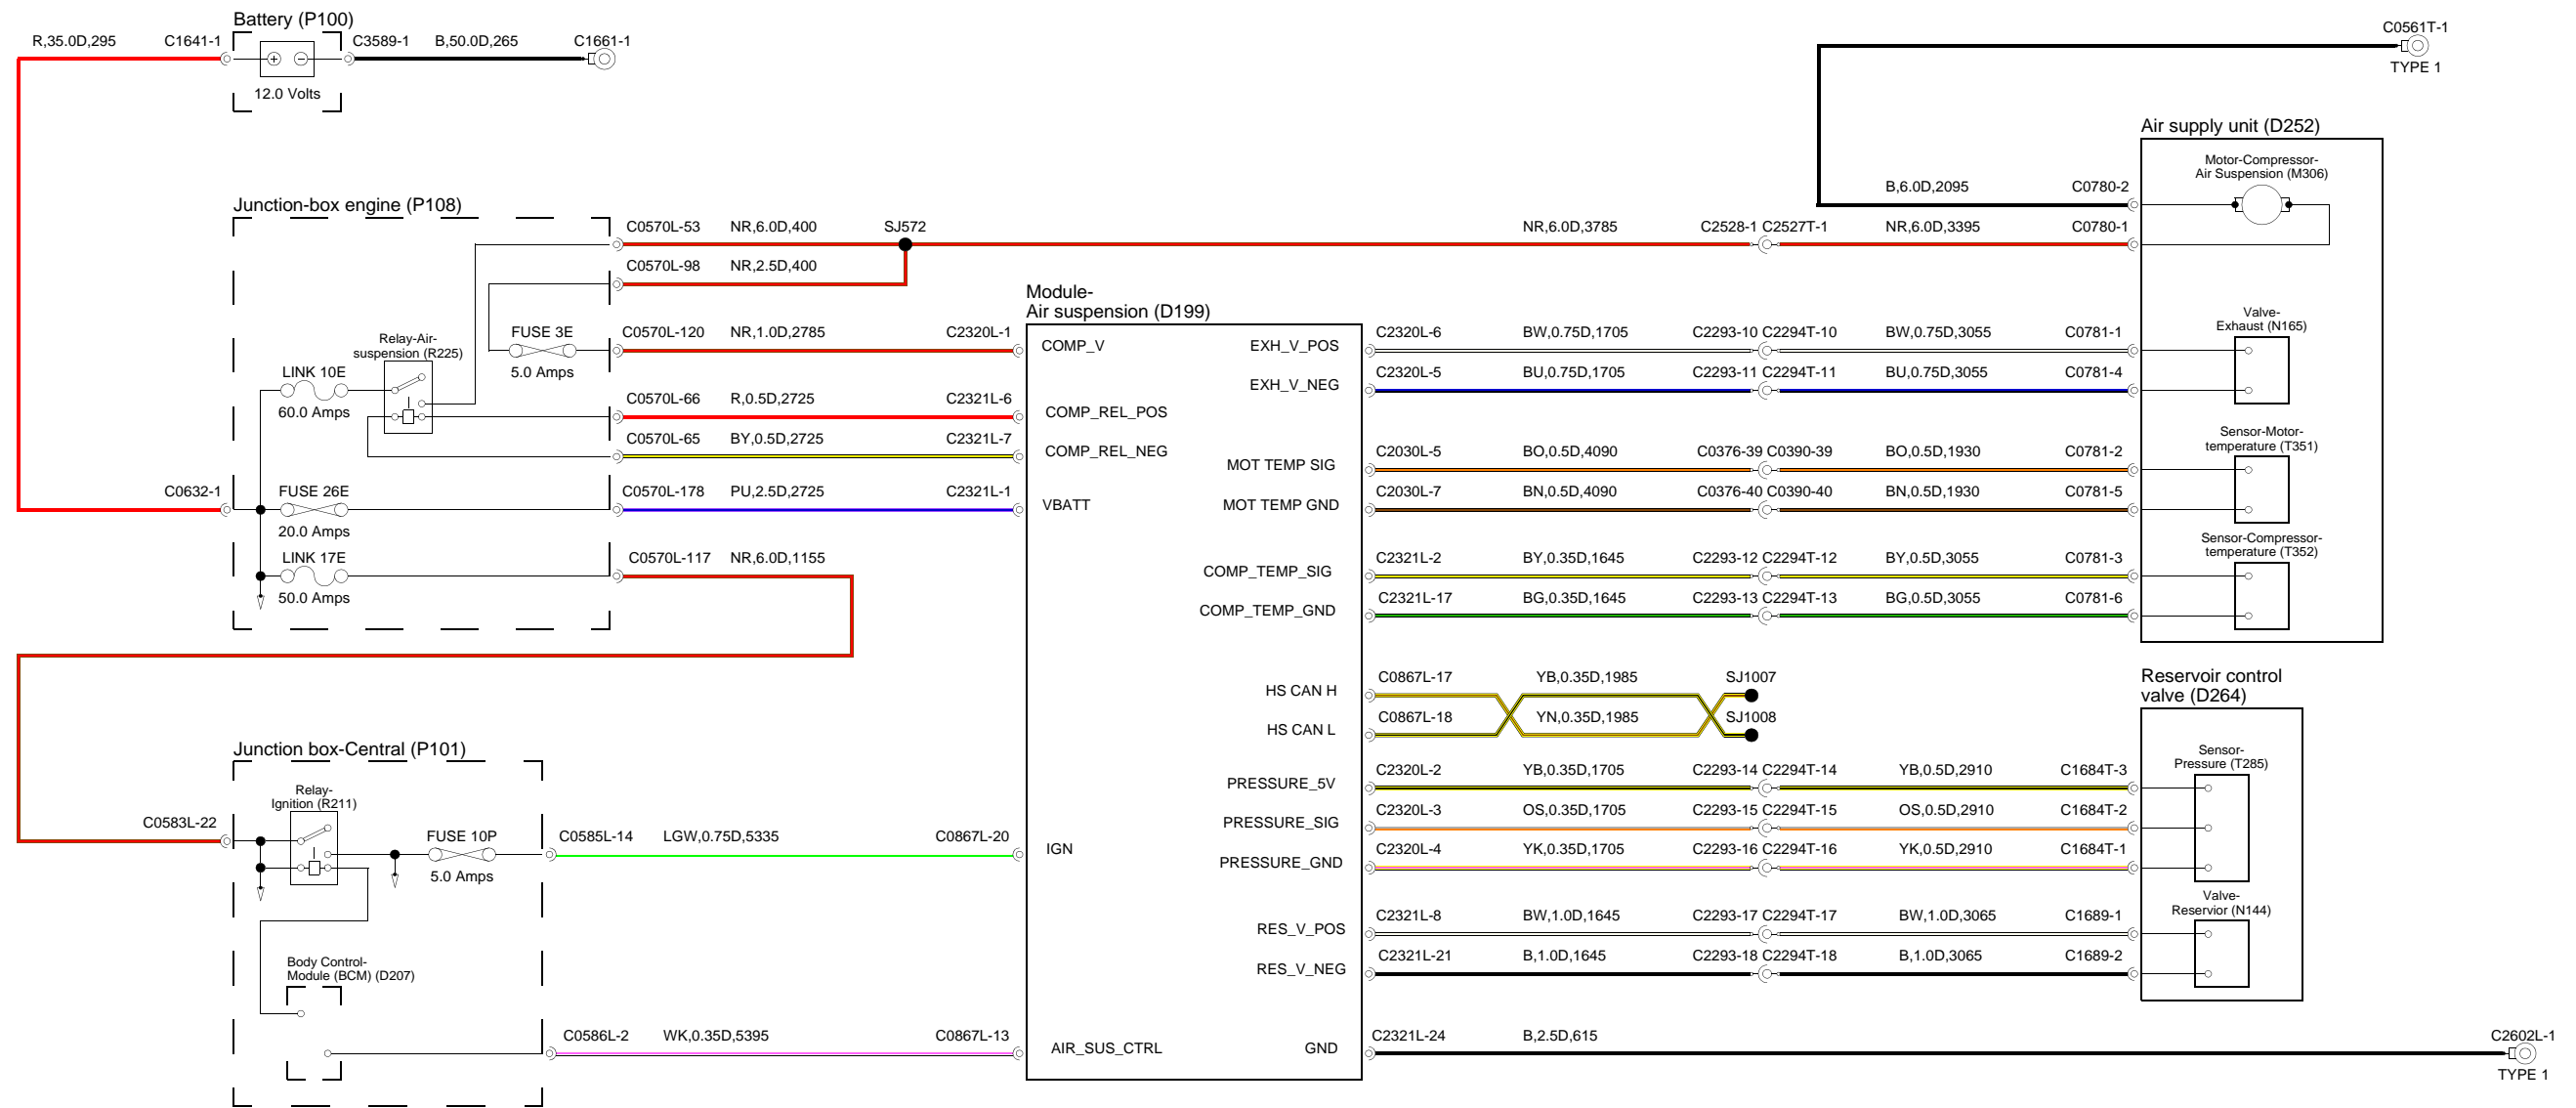 Battery (P100)
R,35.0D,295
C1641-1
C3589-1
B,50.0D,265
C1661-1
12.0 Volts
C0561T-1
TYPE 1
Air supply unit (D252)
Motor-Compressor-
Air Suspension (M306)
B,6.0D,2095
C0780-2
Junction-box engine (P108)
C0570L-53
NR,6.0D,400
SJ572
NR,6.0D,3785
C2528-1 C2527T-1
NR,6.0D,3395
C0780-1
C0570L-98
NR,2.5D,400
Module-
Air suspension (D199)
Relay-Air-
suspension (R225)
FUSE 3E
5.0 Amps
C0570L-120
NR,1.0D,2785
C2320L-1
COMP_V
EXH_V_POS
C2320L-6
BW,0.75D,1705
C2293-10 C2294T-10
BW,0.75D,3055
C0781-1
Valve-
Exhaust (N165)
EXH_V_NEG
C2320L-5
BU,0.75D,1705
C2293-11 C2294T-11
BU,0.75D,3055
C0781-4
LINK 10E
60.0 Amps
C0570L-66
R,0.5D,2725
C2321L-6
COMP_REL_POS
C0570L-65
BY,0.5D,2725
C2321L-7
COMP_REL_NEG
MOT TEMP SIG
C2030L-5
BO,0.5D,4090
C0376-39 C0390-39
BO,0.5D,1930
C0781-2
Sensor-Motor-
temperature (T351)
C0632-1
FUSE 26E
20.0 Amps
C0570L-178
PU,2.5D,2725
C2321L-1
VBATT
MOT TEMP GND
C2030L-7
BN,0.5D,4090
C0376-40 C0390-40
BN,0.5D,1930
C0781-5
LINK 17E
50.0 Amps
C0570L-117
NR,6.0D,1155
COMP_TEMP_SIG
C2321L-2
BY,0.35D,1645
C2293-12 C2294T-12
BY,0.5D,3055
C0781-3
Sensor-Compressor-
temperature (T352)
COMP_TEMP_GND
C2321L-17
BG,0.35D,1645
C2293-13 C2294T-13
BG,0.5D,3055
C0781-6
HS CAN H
C0867L-17
YB,0.35D,1985
SJ1007
HS CAN L
C0867L-18
YN,0.35D,1985
SJ1008
Reservoir control
valve (D264)
Junction box-Central (P101)
Relay-
Ignition (R211)
PRESSURE_5V
C2320L-2
YB,0.35D,1705
C2293-14 C2294T-14
YB,0.5D,2910
C1684T-3
Sensor-
Pressure (T285)
C0583L-22
FUSE 10P
5.0 Amps
C0585L-14
LGW,0.75D,5335
C0867L-20
IGN
PRESSURE_SIG
C2320L-3
OS,0.35D,1705
C2293-15 C2294T-15
OS,0.5D,2910
C1684T-2
PRESSURE_GND
C2320L-4
YK,0.35D,1705
C2293-16 C2294T-16
YK,0.5D,2910
C1684T-1
RES_V_POS
C2321L-8
BW,1.0D,1645
C2293-17 C2294T-17
BW,1.0D,3065
C1689-1
Valve-
Reservior (N144)
RES_V_NEG
C2321L-21
B,1.0D,1645
C2293-18 C2294T-18
B,1.0D,3065
C1689-2
Body Control-
Module (BCM) (D207)
C0586L-2
WK,0.35D,5395
C0867L-13
AIR_SUS_CTRL
GND
C2321L-24
B,2.5D,615
C2602L-1
TYPE 1